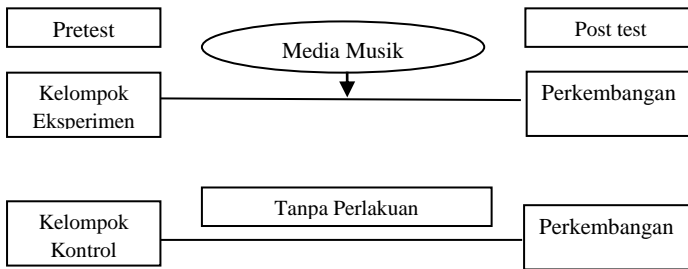 Pretest
Media Musik
Post test
Kelompok
Eksperimen
Perkembangan
Tanpa Perlakuan
Kelompok
Kontrol
Perkembangan